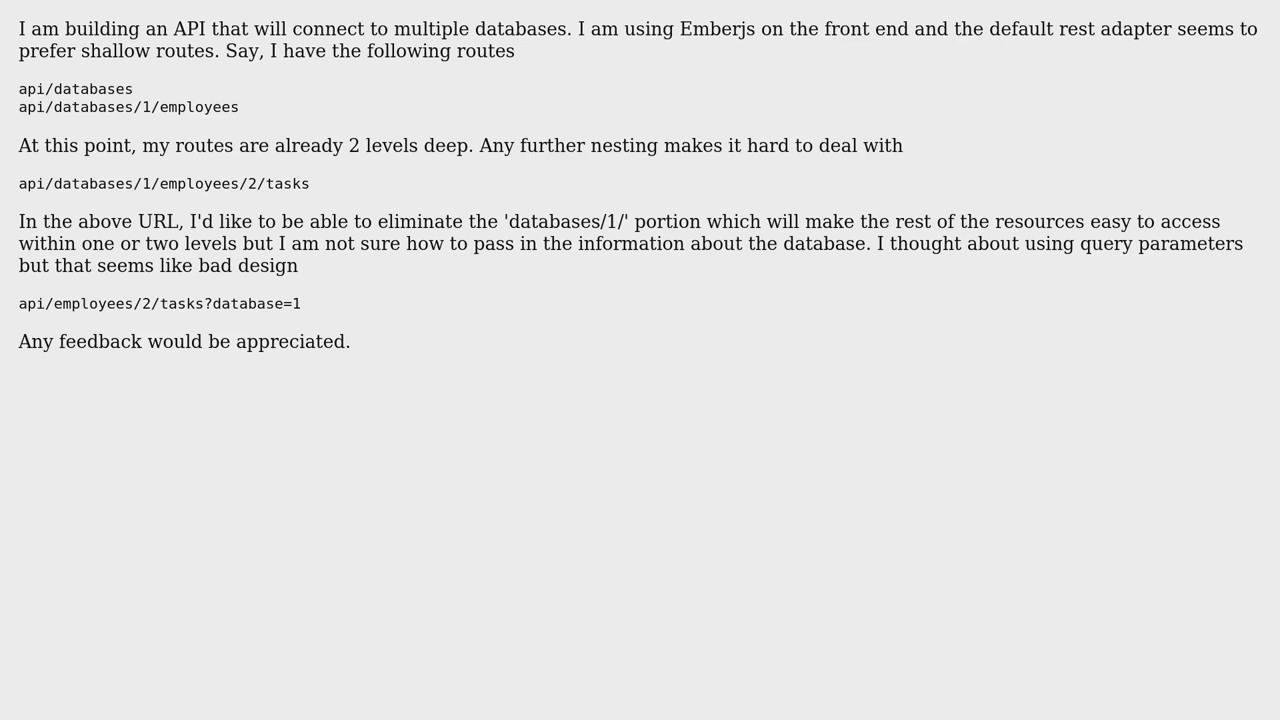 I am building an API that will connect to multiple databases. I am using Emberjs on the front end and the default rest adapter seems to
prefer shallow routes. Say, I have the following routes
api/databases
api/databases/1/employees
At this point, my routes are already 2 levels deep. Any further nesting makes it hard to deal with
api/databases/1/employees/2/tasks
In the above URL, I'd like to be able to eliminate the 'databases/1/' portion which will make the rest of the resources easy to access
within one or two levels but I am not sure how to pass in the information about the database. I thought about using query parameters
but that seems like bad design
api/employees/2/tasks?database=1
Any feedback would be appreciated.